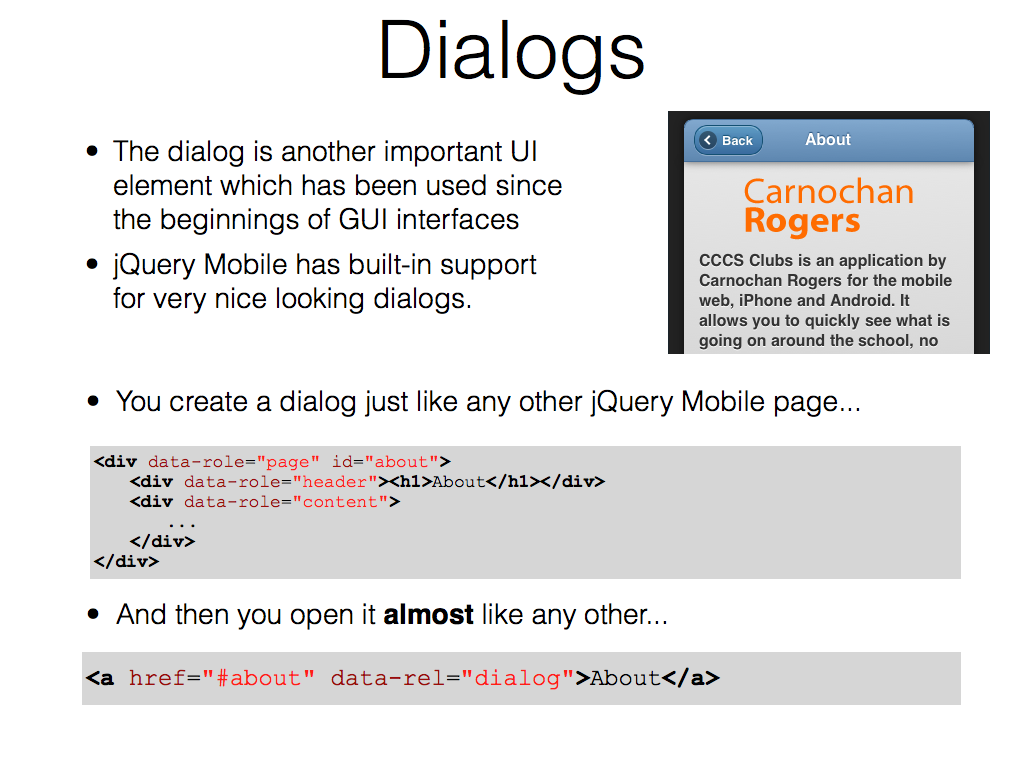 Dialogs
• The dialog is another important UI
element which has been used since
the beginnings of GUI interfaces
• jQuery Mobile has built-in support
for very nice looking dialogs.
Back
About
Carnochan
Rogers
CCCS Clubs is an application by
Carnochan Rogers for the mobile
web, iPhone and Android. It
allows you to quickly see what is
going on around the school, no
• You create a dialog just like any other jQuery Mobile page...
<div data-role="page" id="about">
<div data-role="header"><h1>About</h1></div>
<div data-role="content">
...
</div>
</div>
• And then you open it almost like any other...
<a href="#about" data-rel="dialog">About</a>